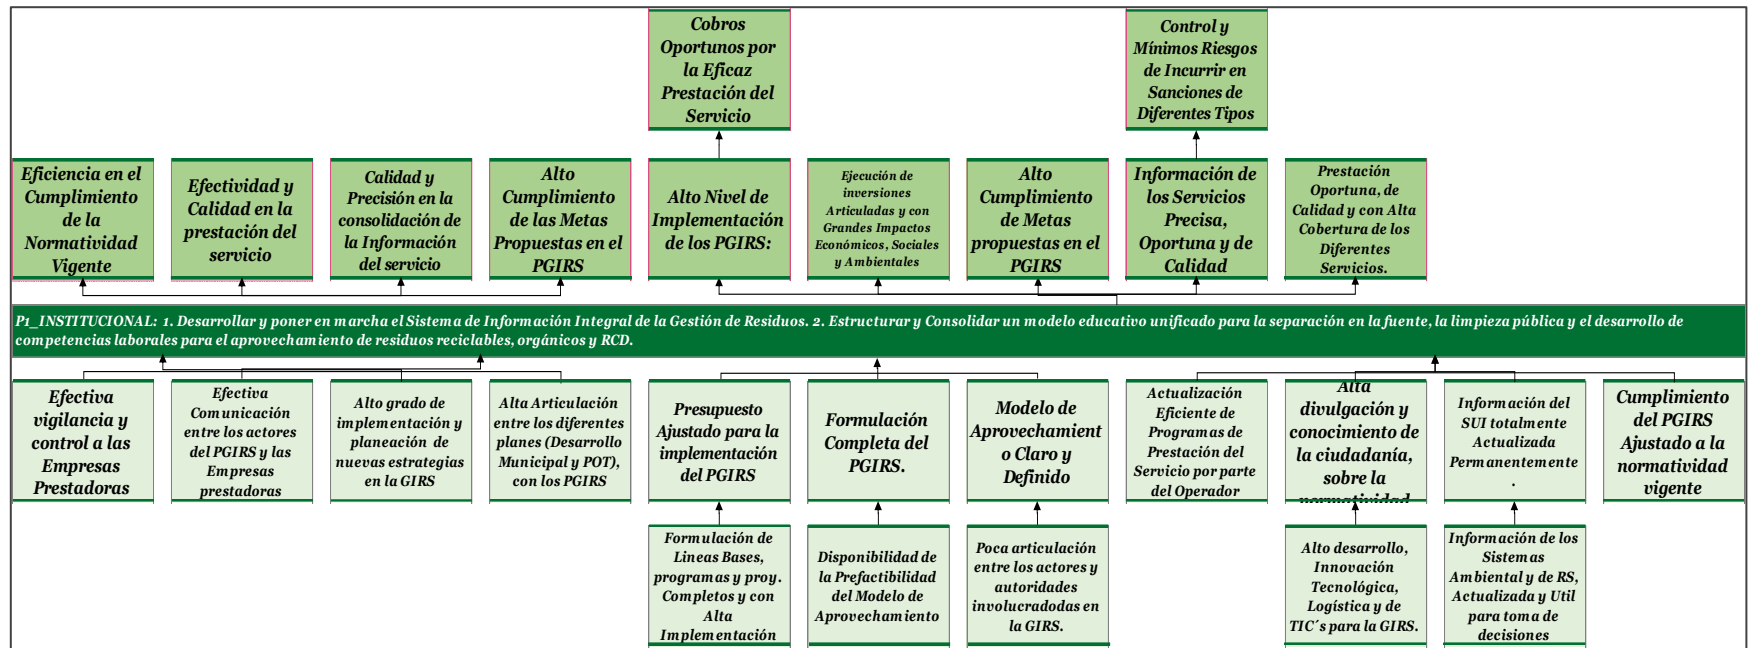 Cobros
Oportunos por
la Eficaz
Prestación del
Servicio
Control y
Mínimos Riesgos
de Incurrir en
Sanciones de
Diferentes Tipos
Eficiencia en el
Cumplimiento
de la
Normatividad
Vigente
Efectividad y
Calidad en la
prestación del
servicio
Calidad y
Precisión en la
consolidación de
la Información
del servicio
Alto
Cumplimiento
de las Metas
Propuestas en el
PGIRS
Alto Nivel de
Implementación
de los PGIRS:
Ejecución de
inversiones
Articuladas y con
Grandes Impactos
Económicos, Sociales
y Ambientales
Alto
Cumplimiento
de Metas
propuestas en el
PGIRS
Información de
los Servicios
Precisa,
Oportuna y de
Calidad
Prestación
Oportuna, de
Calidad y con Alta
Cobertura de los
Diferentes
Servicios.
P1_INSTITUCIONAL: 1. Desarrollar y poner en marcha el Sistema de Información Integral de la Gestión de Residuos. 2. Estructurar y Consolidar un modelo educativo unificado para la separación en la fuente, la limpieza pública y el desarrollo de
competencias laborales para el aprovechamiento de residuos reciclables, orgánicos y RCD.
Efectiva
vigilancia y
control a las
Empresas
Prestadoras
Efectiva
Comunicación
entre los actores
del PGIRS y las
Empresas
prestadoras
Alto grado de
implementación y
planeación de
nuevas estrategias
en la GIRS
Alta Articulación
entre los diferentes
planes (Desarrollo
Municipal y POT),
con los PGIRS
Presupuesto
Ajustado para la
implementación
del PGIRS
Formulación
Completa del
PGIRS.
Modelo de
Aprovechamient
o Claro y
Definido
Actualización
Eficiente de
Programas de
Prestación del
Servicio por parte
del Operador
Alta
divulgación y
conocimiento de
la ciudadanía,
sobre la
normatividad
Información del
SUI totalmente
Actualizada
Permanentemente
.
Cumplimiento
del PGIRS
Ajustado a la
normatividad
vigente
Formulación de
Lineas Bases,
programas y proy.
Completos y con
Alta
Implementación
Disponibilidad de
la Prefactibilidad
del Modelo de
Aprovechamiento
Poca articulación
entre los actores y
autoridades
involucradodas en
la GIRS.
Alto desarrollo,
Innovación
Tecnológica,
Logística y de
TIC´s para la GIRS.
Información de los
Sistemas
Ambiental y de RS,
Actualizada y Util
para toma de
decisiones